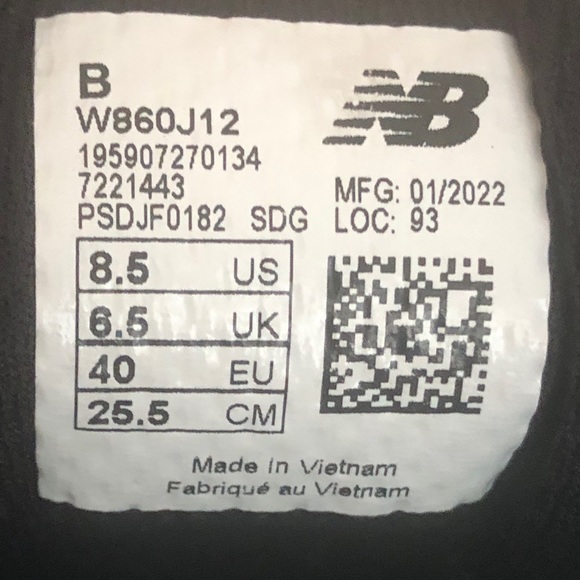 B
W860J12
NB
195907270134
7221443
MFG: 01/2022
PSDJF0182 SDG
LOC: 93
8.5 US
6.5 UK
40 EU
25.5 CM
Made in Vietnam
Fabriqué au Vietnam